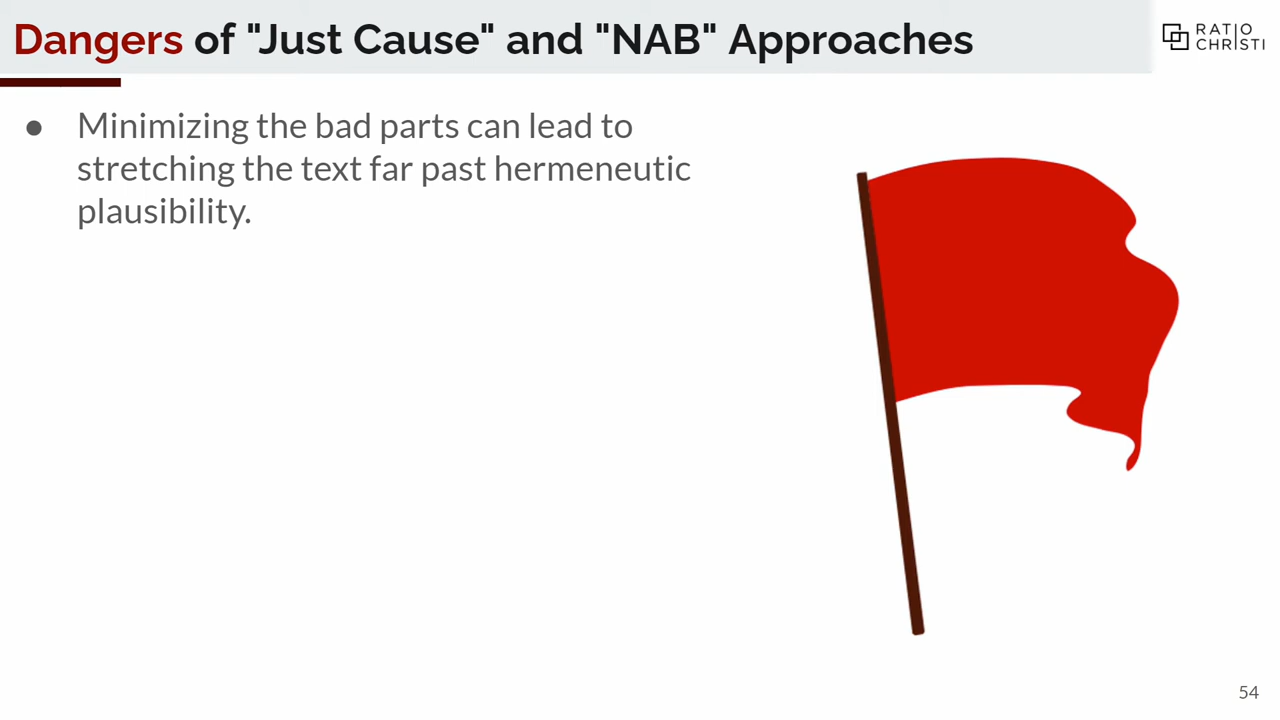 Dangers of "Just Cause" and "NAB" Approaches
RATIO
CHRISTI
● Minimizing the bad parts can lead to
stretching the text far past hermeneutic
plausibility.
54